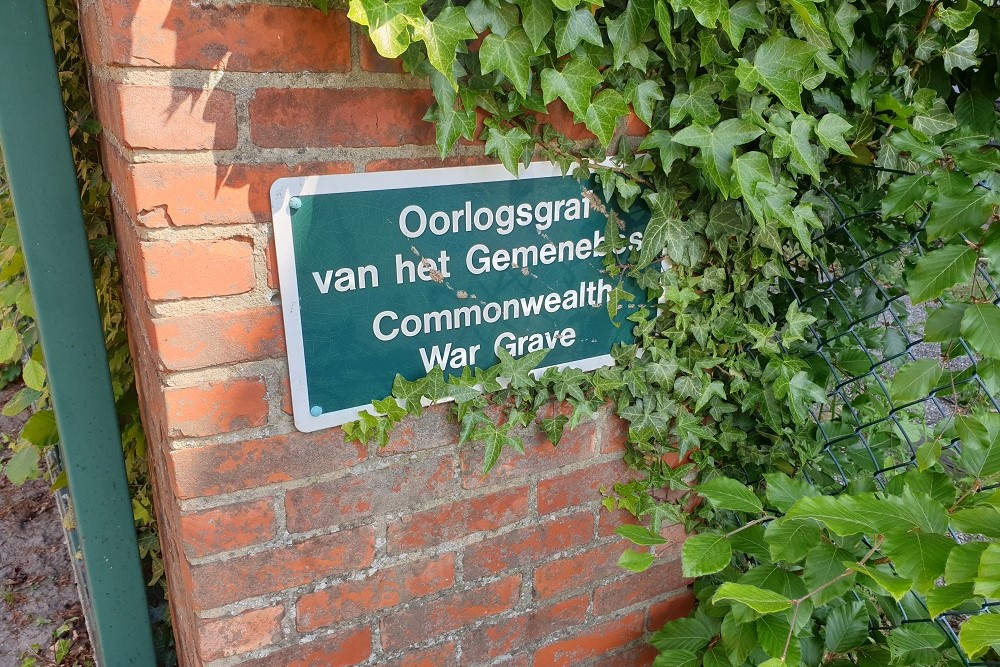 Oorlogsgraf
van het Gemenebes
Commonwealth
War Grave